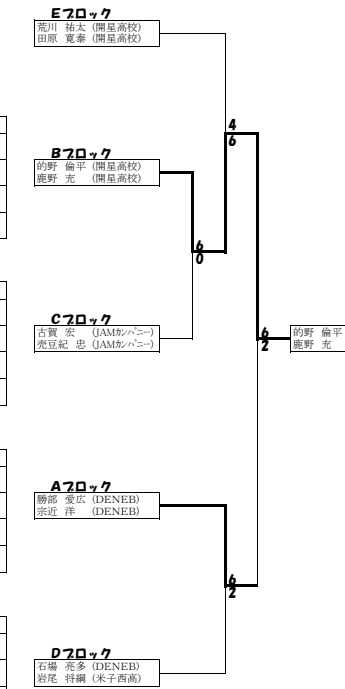 Eブロック
荒川 祐太 (開星高校)
田原 寛泰 (開星高校)
4
6
Bブロック
的野 倫平 (開星高校)
鹿野 充 (開星高校)
6
0
Cブロック
古賀 宏 (JAMカンパニー)
売豆紀 忠 (JAMカンパニー)
6
2
的野 倫平
鹿野 充
Aブロック
勝部 愛広 (DENEB)
宗近 洋 (DENEB)
6
2
Dブロック
石場 亮多 (DENEB)
岩尾 将綱 (米子西高)